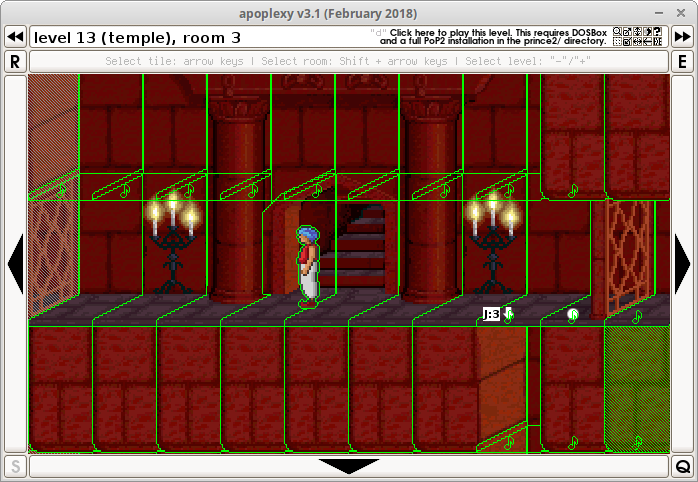 apoplexy v3.1 (February 2018)
level 13 (temple), room 3
"d" Click here to play this level. This requires DOSBox
and a full PoP2 installation in the prince2/ directory.
R
Select tile: arrow keys | Select room: Shift + arrow keys | Select level: "-"/"+"
E
J:3
S
Q